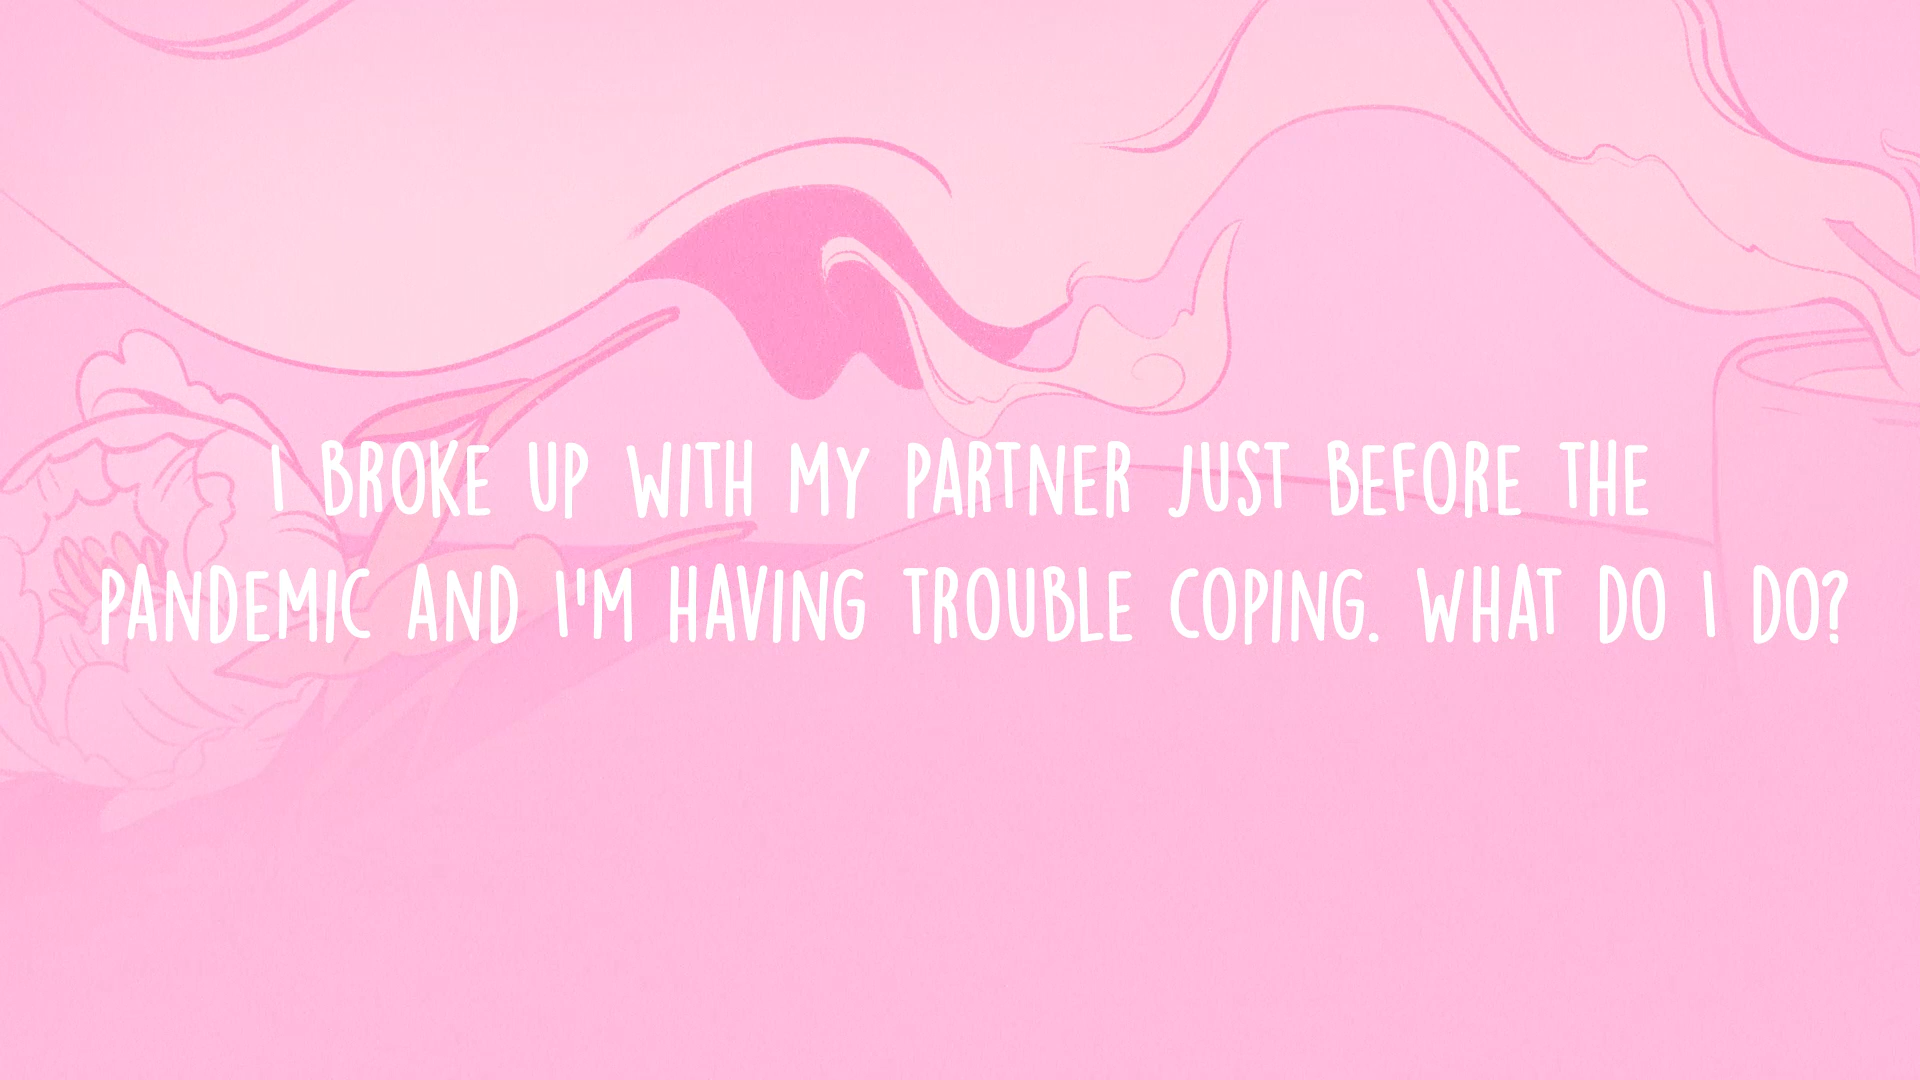 I BROKE UP WITH MY PARTNER JUST BEFORE THE
PANDEMIC AND I'M HAVING TROUBLE COPING. WHAT DO I DO?